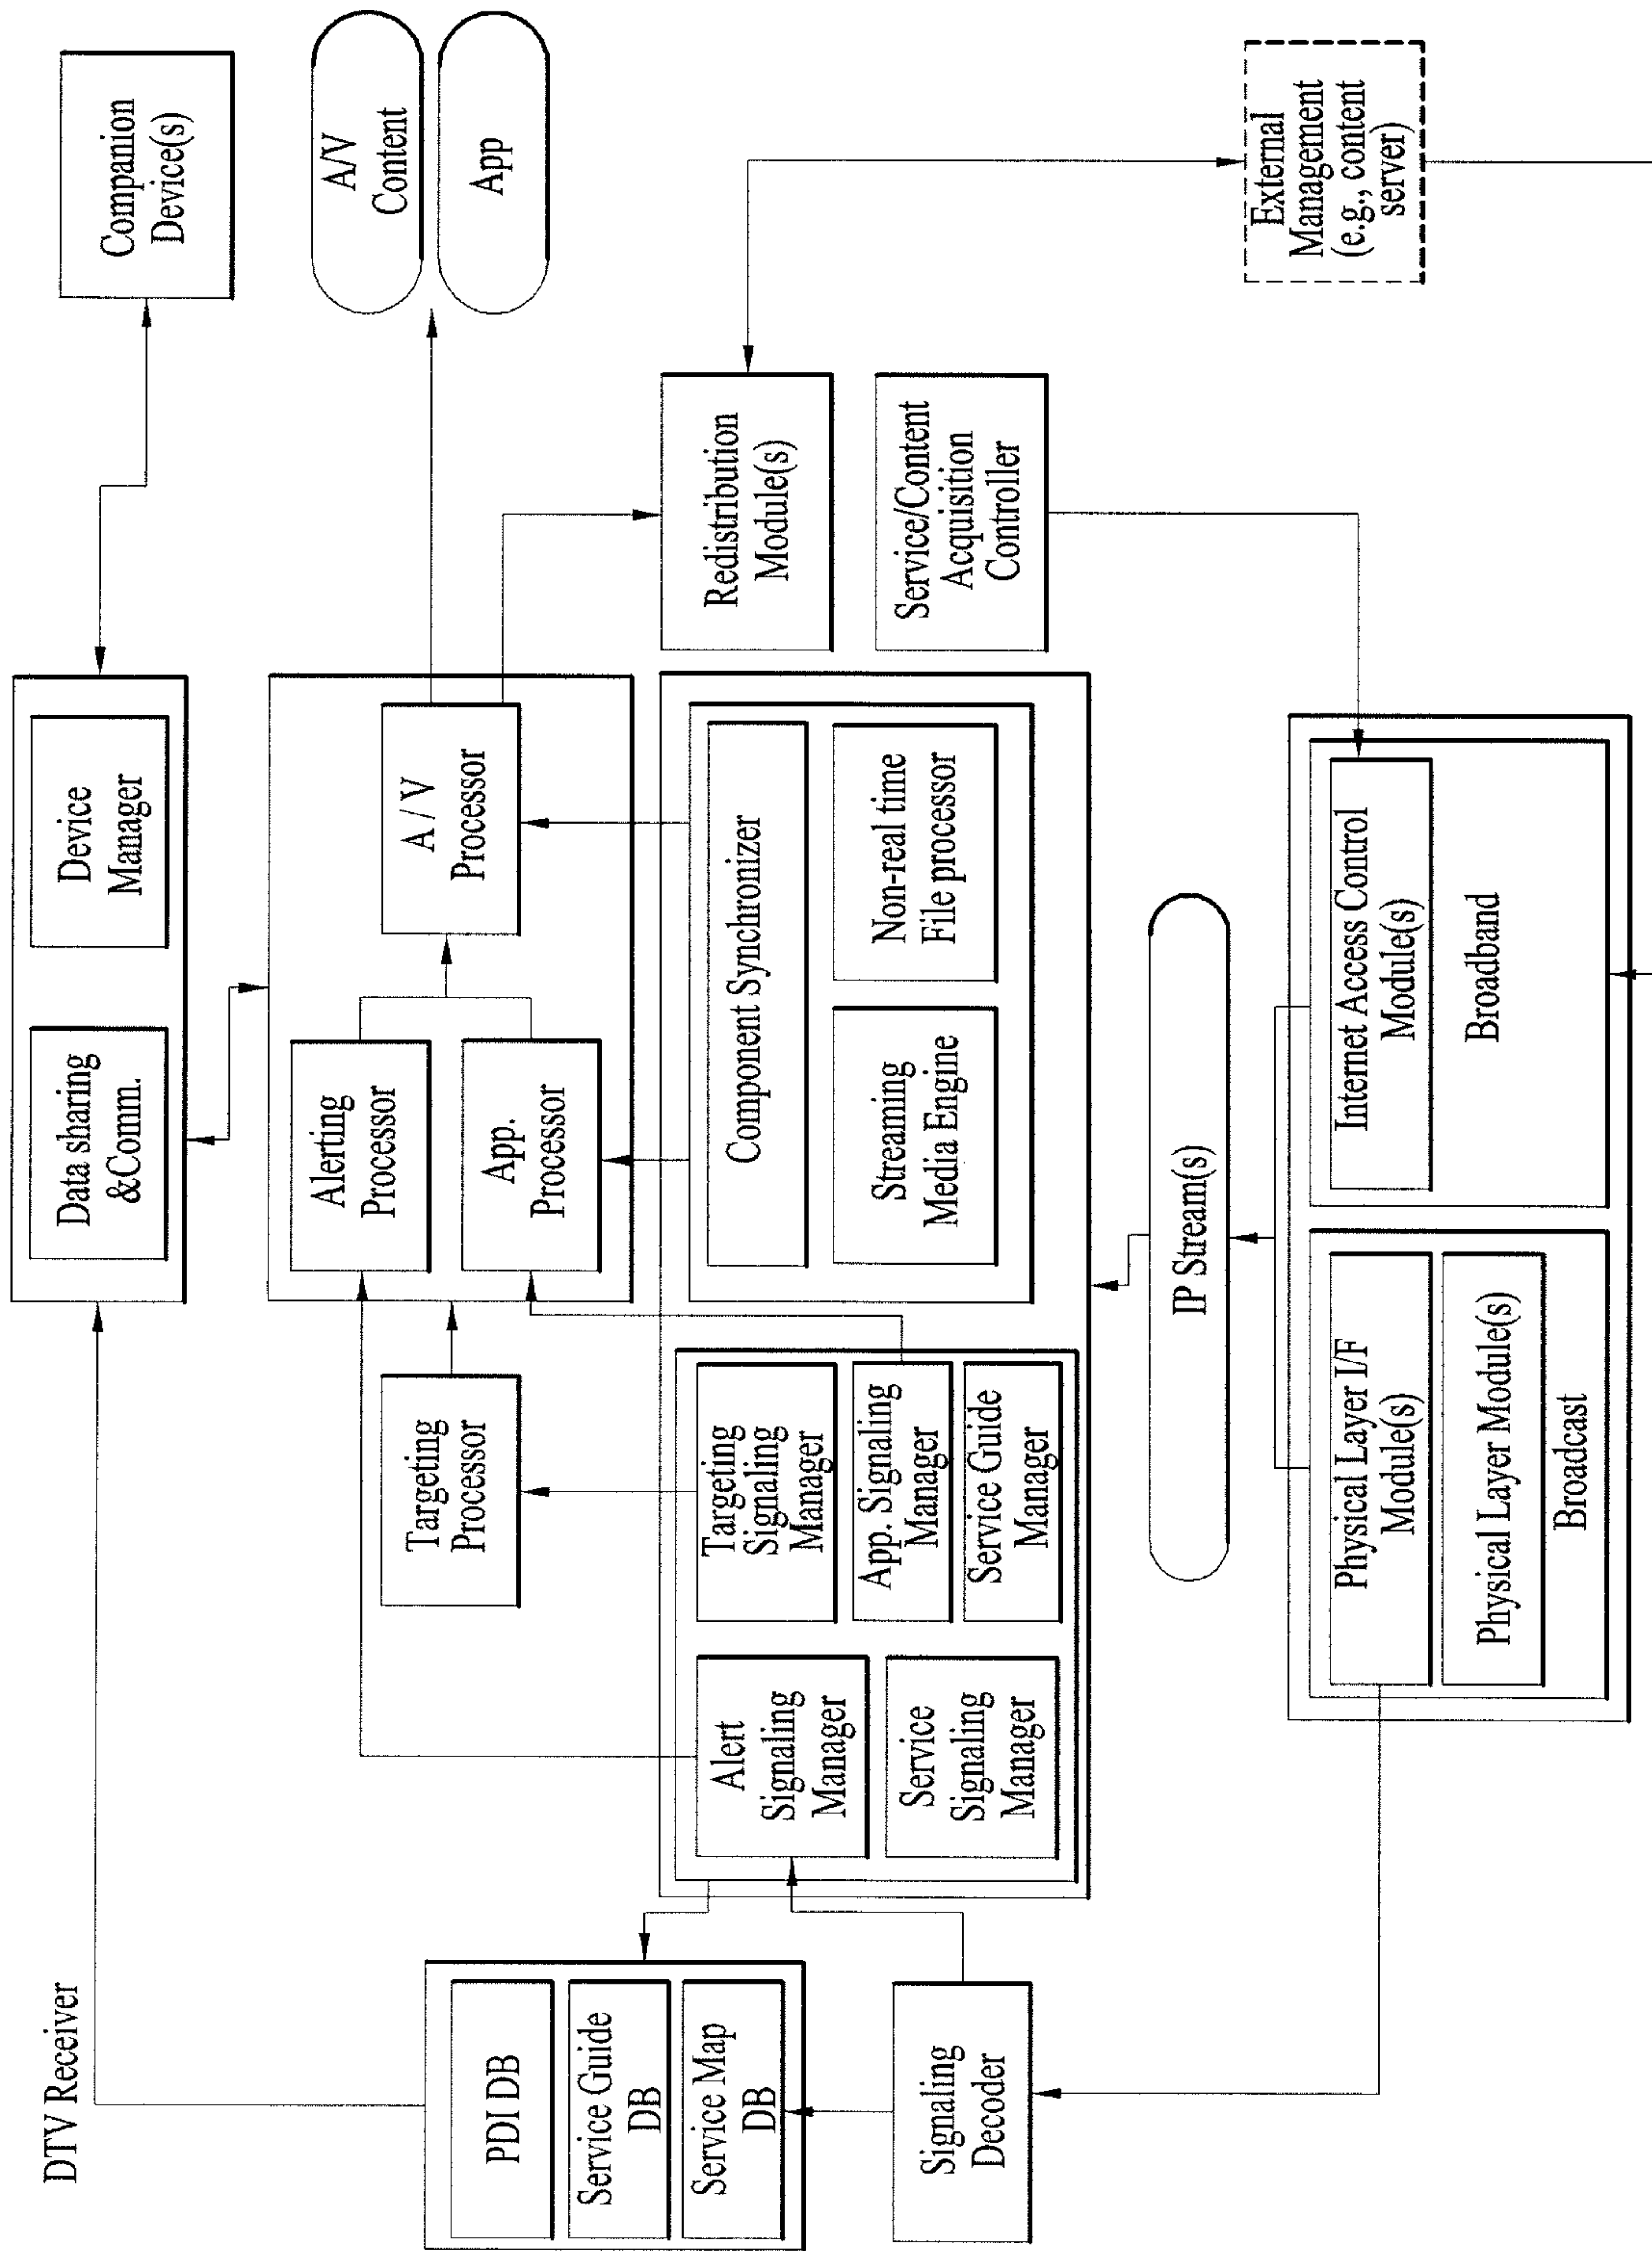 DTV Receiver
Data sharing
&Comm.
Device
Manager
Companion
Device(s)
PDI DB
Service Guide
DB
Service Map
DB
Targeting
Processor
Alerting
Processor
App.
Processor
A / V
Processor
A/V
Content
App
Signaling
Decoder
Alert
Signaling
Manager
Service
Signaling
Manager
Targeting
Signaling
Manager
App. Signaling
Manager
Service Guide
Manager
Component Synchronizer
Streaming
Media Engine
Non-real time
File processor
Redistribution
Module(s)
Service/Content
Acquisition
Controller
IP Stream(s)
Physical Layer I/F
Module(s)
Physical Layer Module(s)
Broadcast
Internet Access Control
Module(s)
Broadband
External
Management
(e.g., content
server)